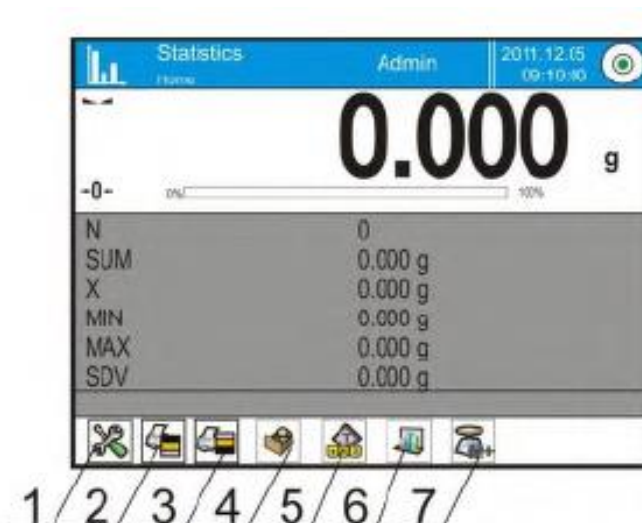 Statistics Admin 2011.12.05
Home 09:10:
0.000 g
-0- 0% 100%
N 0
SUM 0.000 g
X 0.000 g
MIN 0.000 g
MAX 0.000 g
SDV 0.000 g
1 2 3 4 5 6 7